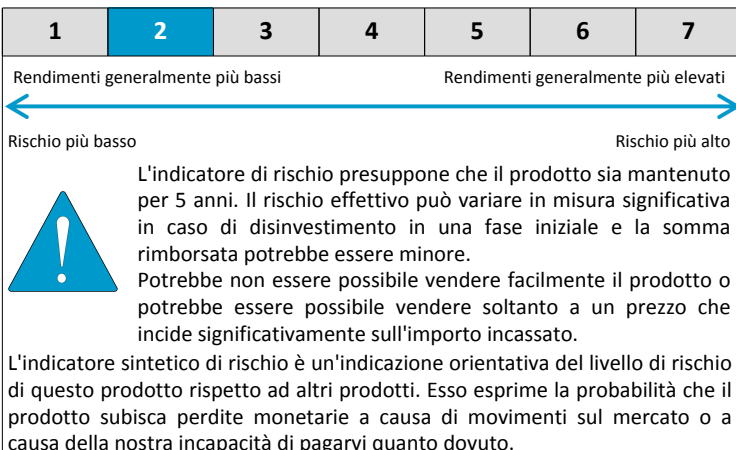 1 2 3 4 5 6 7
Rendimenti generalmente più bassi Rendimenti generalmente più elevati
Rischio più basso Rischio più alto
L'indicatore di rischio presuppone che il prodotto sia mantenuto
per 5 anni. Il rischio effettivo può variare in misura significativa
in caso di disinvestimento in una fase iniziale e la somma
rimborsata potrebbe essere minore.
Potrebbe non essere possibile vendere facilmente il prodotto o
potrebbe essere possibile vendere soltanto a un prezzo che
incide significativamente sull'importo incassato.
L'indicatore sintetico di rischio è un'indicazione orientativa del livello di rischio
di questo prodotto rispetto ad altri prodotti. Esso esprime la probabilità che il
prodotto subisca perdite monetarie a causa di movimenti sul mercato o a
causa della nostra incapacità di pagarvi quanto dovuto.